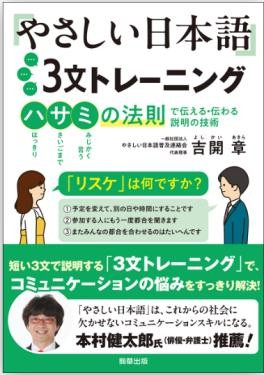 「やさしい日本語」
3文トレーニング
ハサミの法則で伝える・伝わる
説明の技術
はっきり
さいごまで
みじかく
言う
一般社団法人
やさしい日本語普及連絡会
代表理事
よしかい あきら
吉開 章
「リスケ」は何ですか?
①予定を変えて、別の日や時間にすることです
②参加する人にもう一度都合を聞きます
③またみんなの都合を合わせるのはたいへんです
短い3文で説明する「3文トレーニング」で、
コミュニケーションの悩みをすっきり解決!
「やさしい日本語」は、これからの社会に
欠かせないコミュニケーションスキルになる。
本村健太郎氏(俳優・弁護士)推薦!